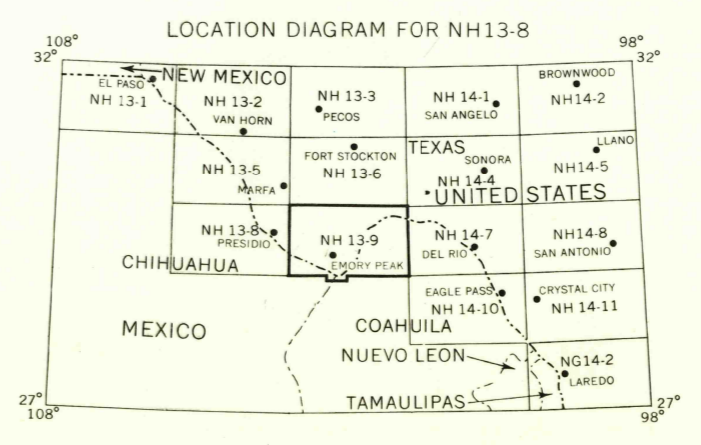 LOCATION DIAGRAM FOR NH13-8
108°
98°
32°
32°
NEW MEXICO
EL PASO
NH 13-1
NH 13-2
VAN HORN
NH 13-3
PECOS
NH 14-1
SAN ANGELO
BROWNWOOD
NH14-2
NH 13-5
MARFA
FORT STOCKTON
NH 13-6
TEXAS
SONORA
NH 14-4
LLANO
NH14-5
UNITED STATES
NH 13-8
PRESIDIO
NH 13-9
EMORY PEAK
NH 14-7
DEL RIO
NH14-8
SAN ANTONIO
CHIHUAHUA
EAGLE PASS
NH 14-10
CRYSTAL CITY
NH 14-11
MEXICO
COAHUILA
NUEVO LEON
NG14-2
LAREDO
TAMAULIPAS
27°
108°
27°
98°